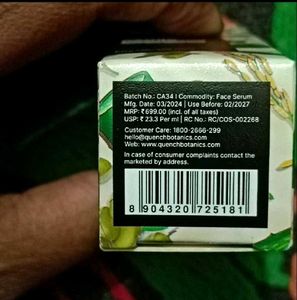 Batch No.: CA34 | Commodity: Face Serum
Mfg. Date: 03/2024 | Use Before: 02/2027
MRP: ₹699.00 (incl. of all taxes)
USP: ₹ 23.3 Per ml | RC No.: RC/COS-002268
Customer Care: 1800-2666-299
hello@quenchbotanics.com
Web: www.quenchbotanics.com
In case of consumer complaints contact the
marketed by address.
8 904320 725181